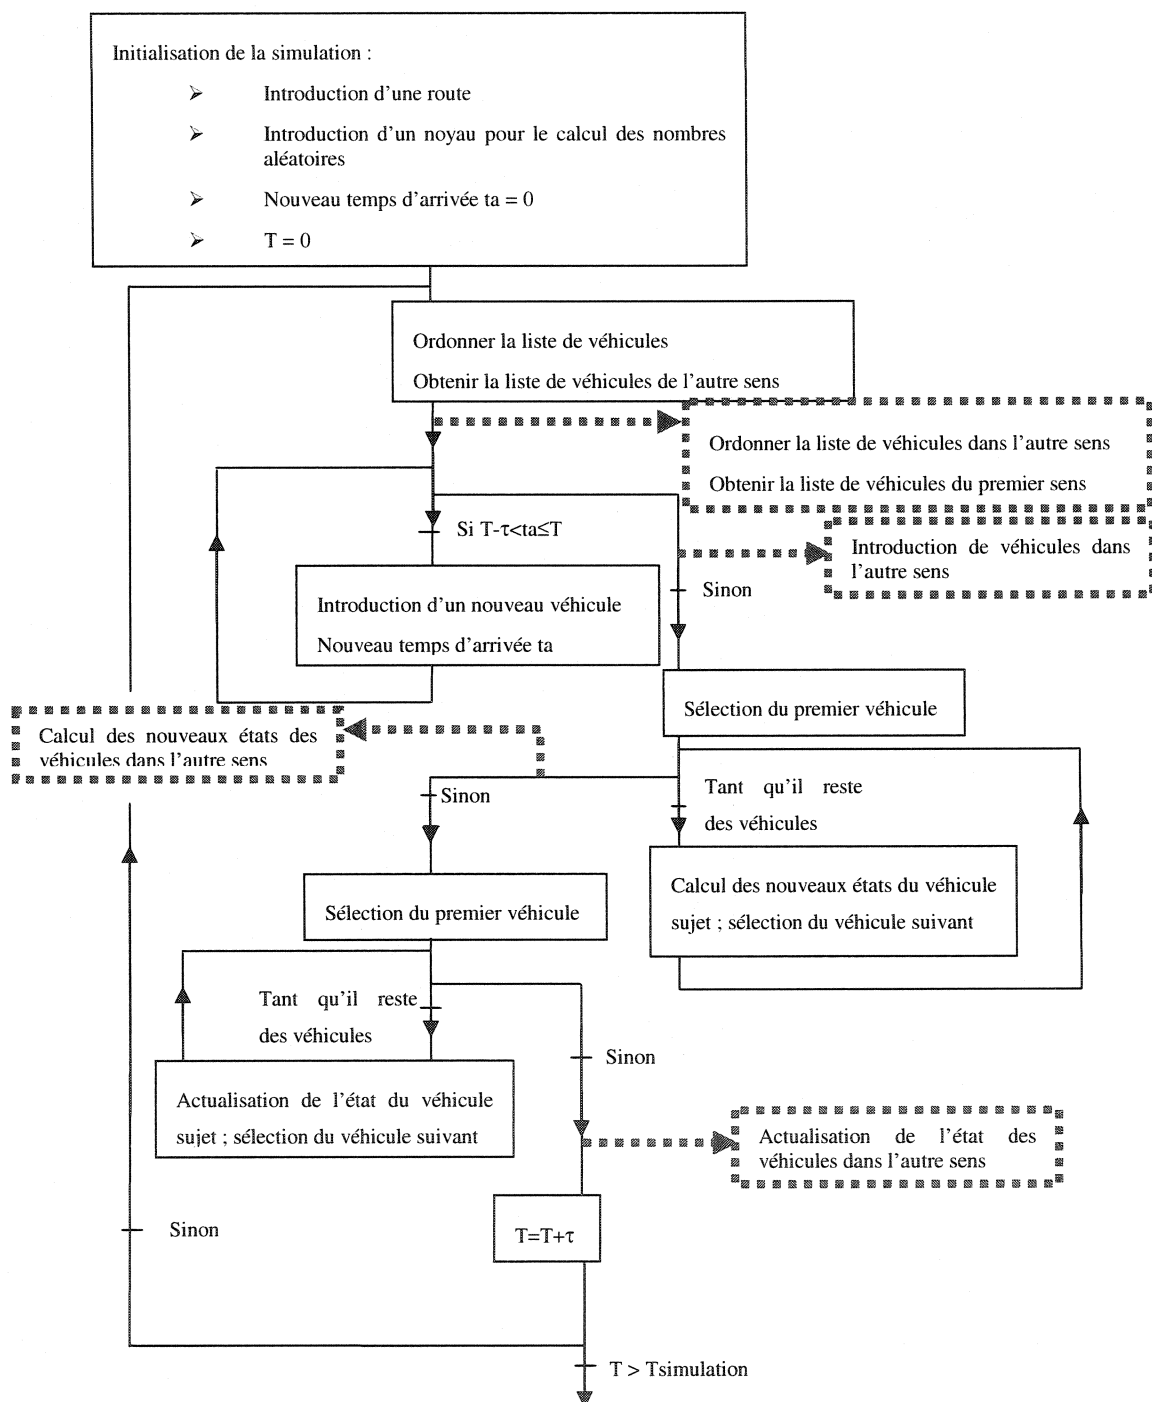 Initialisation de la simulation :
➢ Introduction d'une route
➢ Introduction d'un noyau pour le calcul des nombres
aléatoires
➢ Nouveau temps d'arrivée ta = 0
➢ T = 0
Ordonner la liste de véhicules
Obtenir la liste de véhicules de l'autre sens
Ordonner la liste de véhicules dans l'autre sens
Obtenir la liste de véhicules du premier sens
Si T-τ<ta≤T
Introduction de véhicules dans
l'autre sens
Sinon
Introduction d'un nouveau véhicule
Nouveau temps d'arrivée ta
Sélection du premier véhicule
Calcul des nouveaux états des
véhicules dans l'autre sens
Sinon
Tant qu'il reste
des véhicules
Calcul des nouveaux états du véhicule
sujet ; sélection du véhicule suivant
Sélection du premier véhicule
Tant qu'il reste
des véhicules
Sinon
Actualisation de l'état du véhicule
sujet ; sélection du véhicule suivant
Actualisation de l'état des
véhicules dans l'autre sens
Sinon
T=T+τ
T > Tsimulation